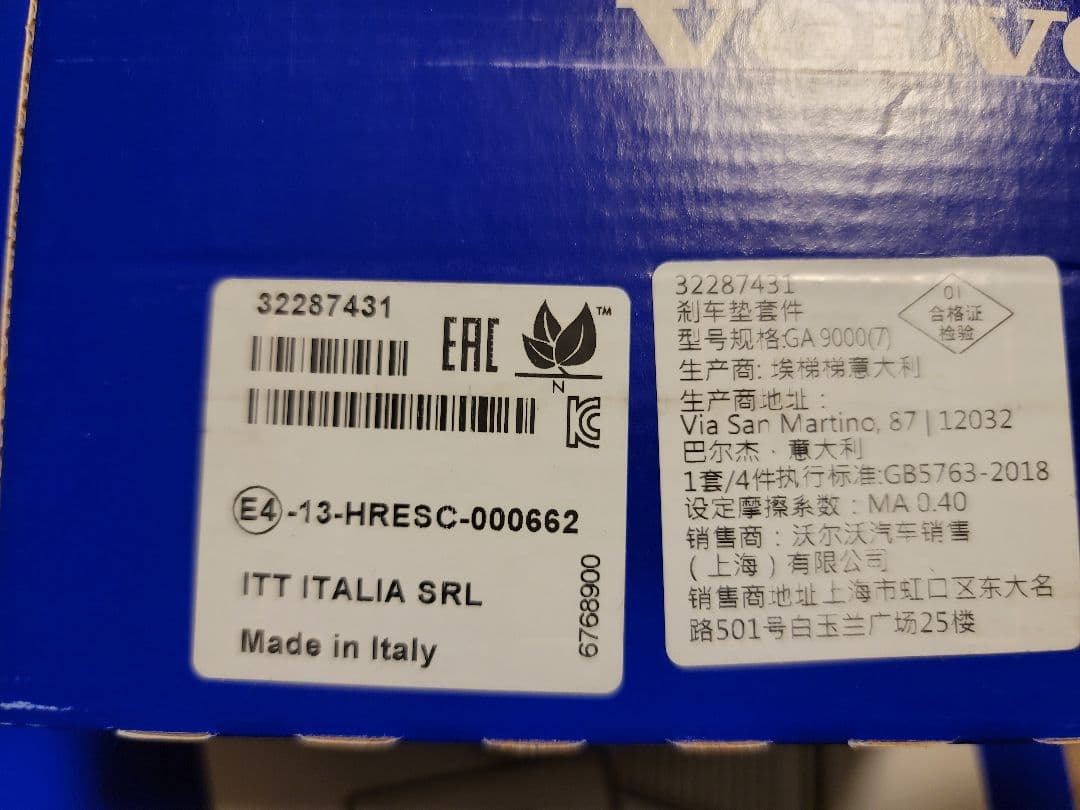 VOLVO
32287431
EAC
TM
N
E4-13-HRESC-000662
ITT ITALIA SRL
Made in Italy
6768900
32287431
刹车垫套件
型号规格:GA 9000(7)
生产商: 埃梯梯意大利
生产商地址:
Via San Martino, 87 | 12032
巴尔杰·意大利
1套/4件执行标准:GB5763-2018
设定摩擦系数：MA 0.40
销售商：沃尔沃汽车销售
(上海) 有限公司
销售商地址上海市虹口区东大名
路501号白玉兰广场25楼
01
合格证
检验